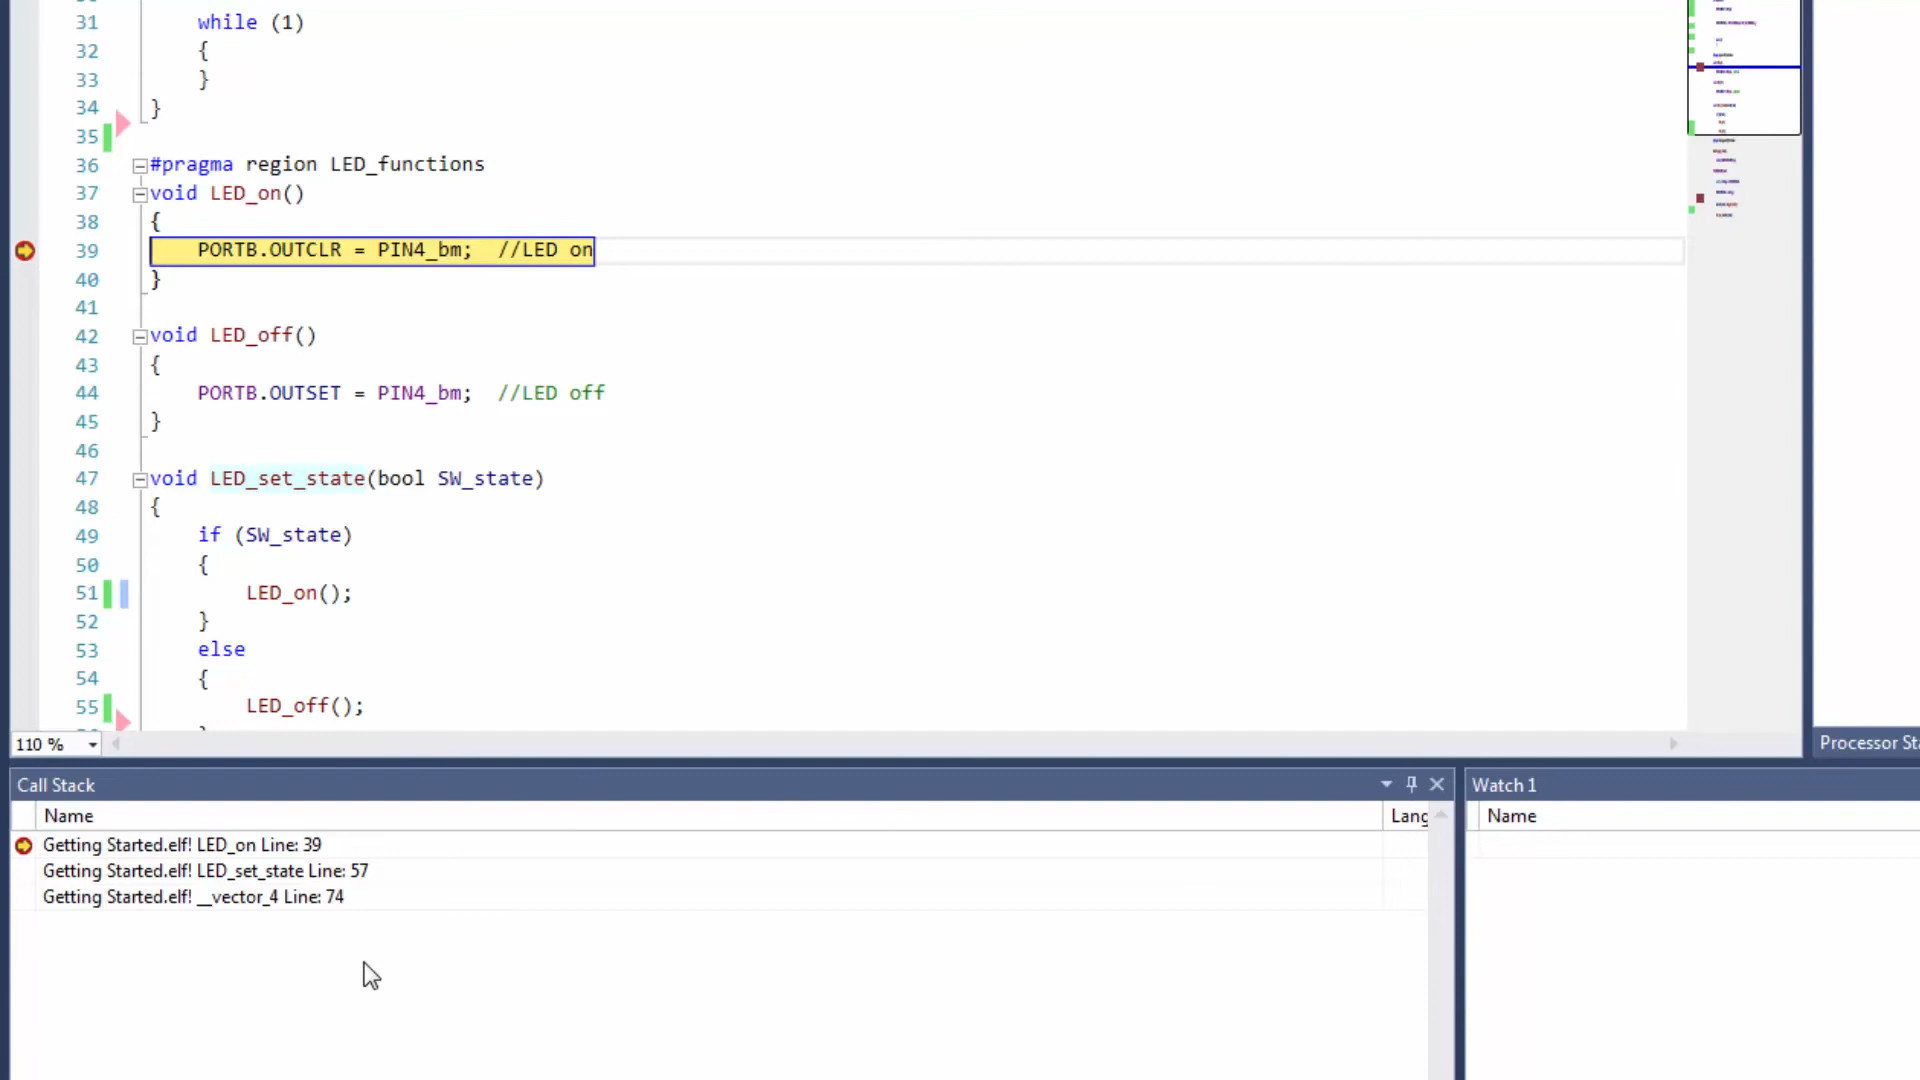 31 while (1)
32 {
33 }
34 }
35
36 #pragma region LED_functions
37 void LED_on()
38 {
39 PORTB.OUTCLR = PIN4_bm; //LED on
40 }
41
42 void LED_off()
43 {
44 PORTB.OUTSET = PIN4_bm; //LED off
45 }
46
47 void LED_set_state(bool SW_state)
48 {
49 if (SW_state)
50 {
51 LED_on();
52 }
53 else
54 {
55 LED_off();
110 %
Processor Sta
Call Stack
Name Lang
Getting Started.elf! LED_on Line: 39
Getting Started.elf! LED_set_state Line: 57
Getting Started.elf! __vector_4 Line: 74
Watch 1
Name